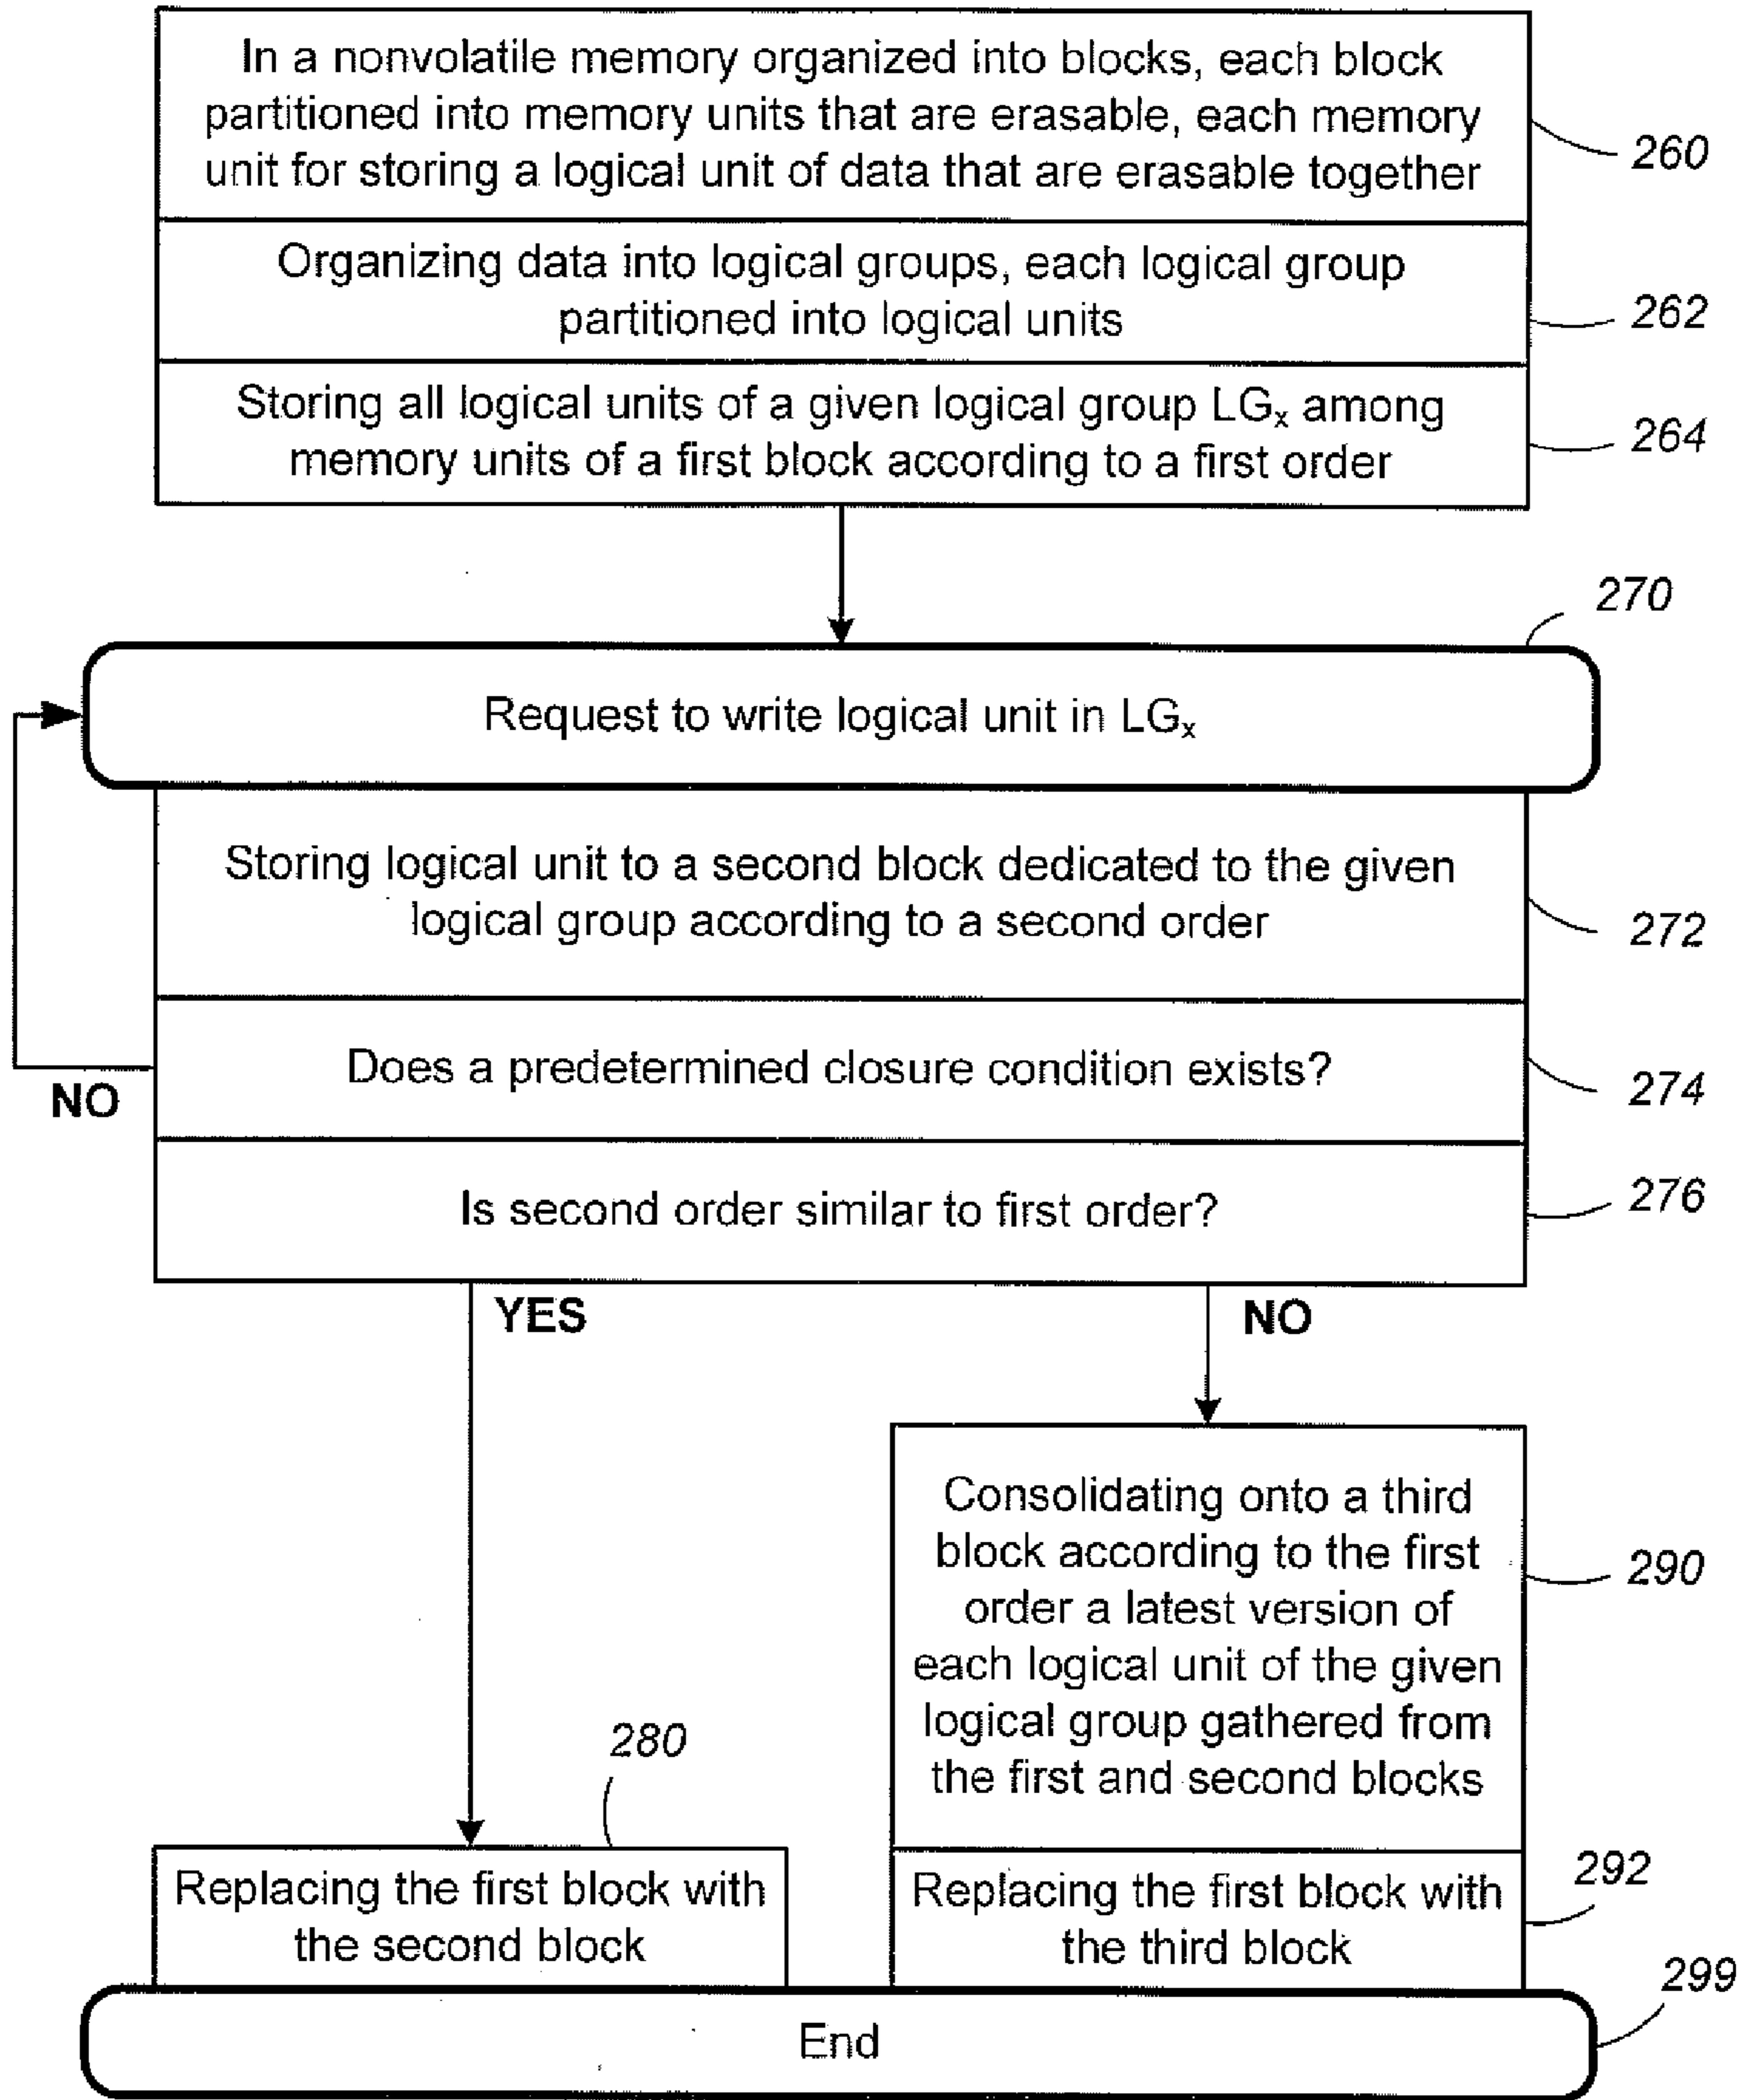 In a nonvolatile memory organized into blocks, each block
partitioned into memory units that are erasable, each memory
unit for storing a logical unit of data that are erasable together
260
Organizing data into logical groups, each logical group
partitioned into logical units
262
Storing all logical units of a given logical group LGx among
memory units of a first block according to a first order
264
270
Request to write logical unit in LGx
Storing logical unit to a second block dedicated to the given
logical group according to a second order
272
Does a predetermined closure condition exists?
274
NO
Is second order similar to first order?
276
YES
NO
Consolidating onto a third
block according to the first
order a latest version of
each logical unit of the given
logical group gathered from
the first and second blocks
290
280
Replacing the first block with
the second block
Replacing the first block with
the third block
292
299
End